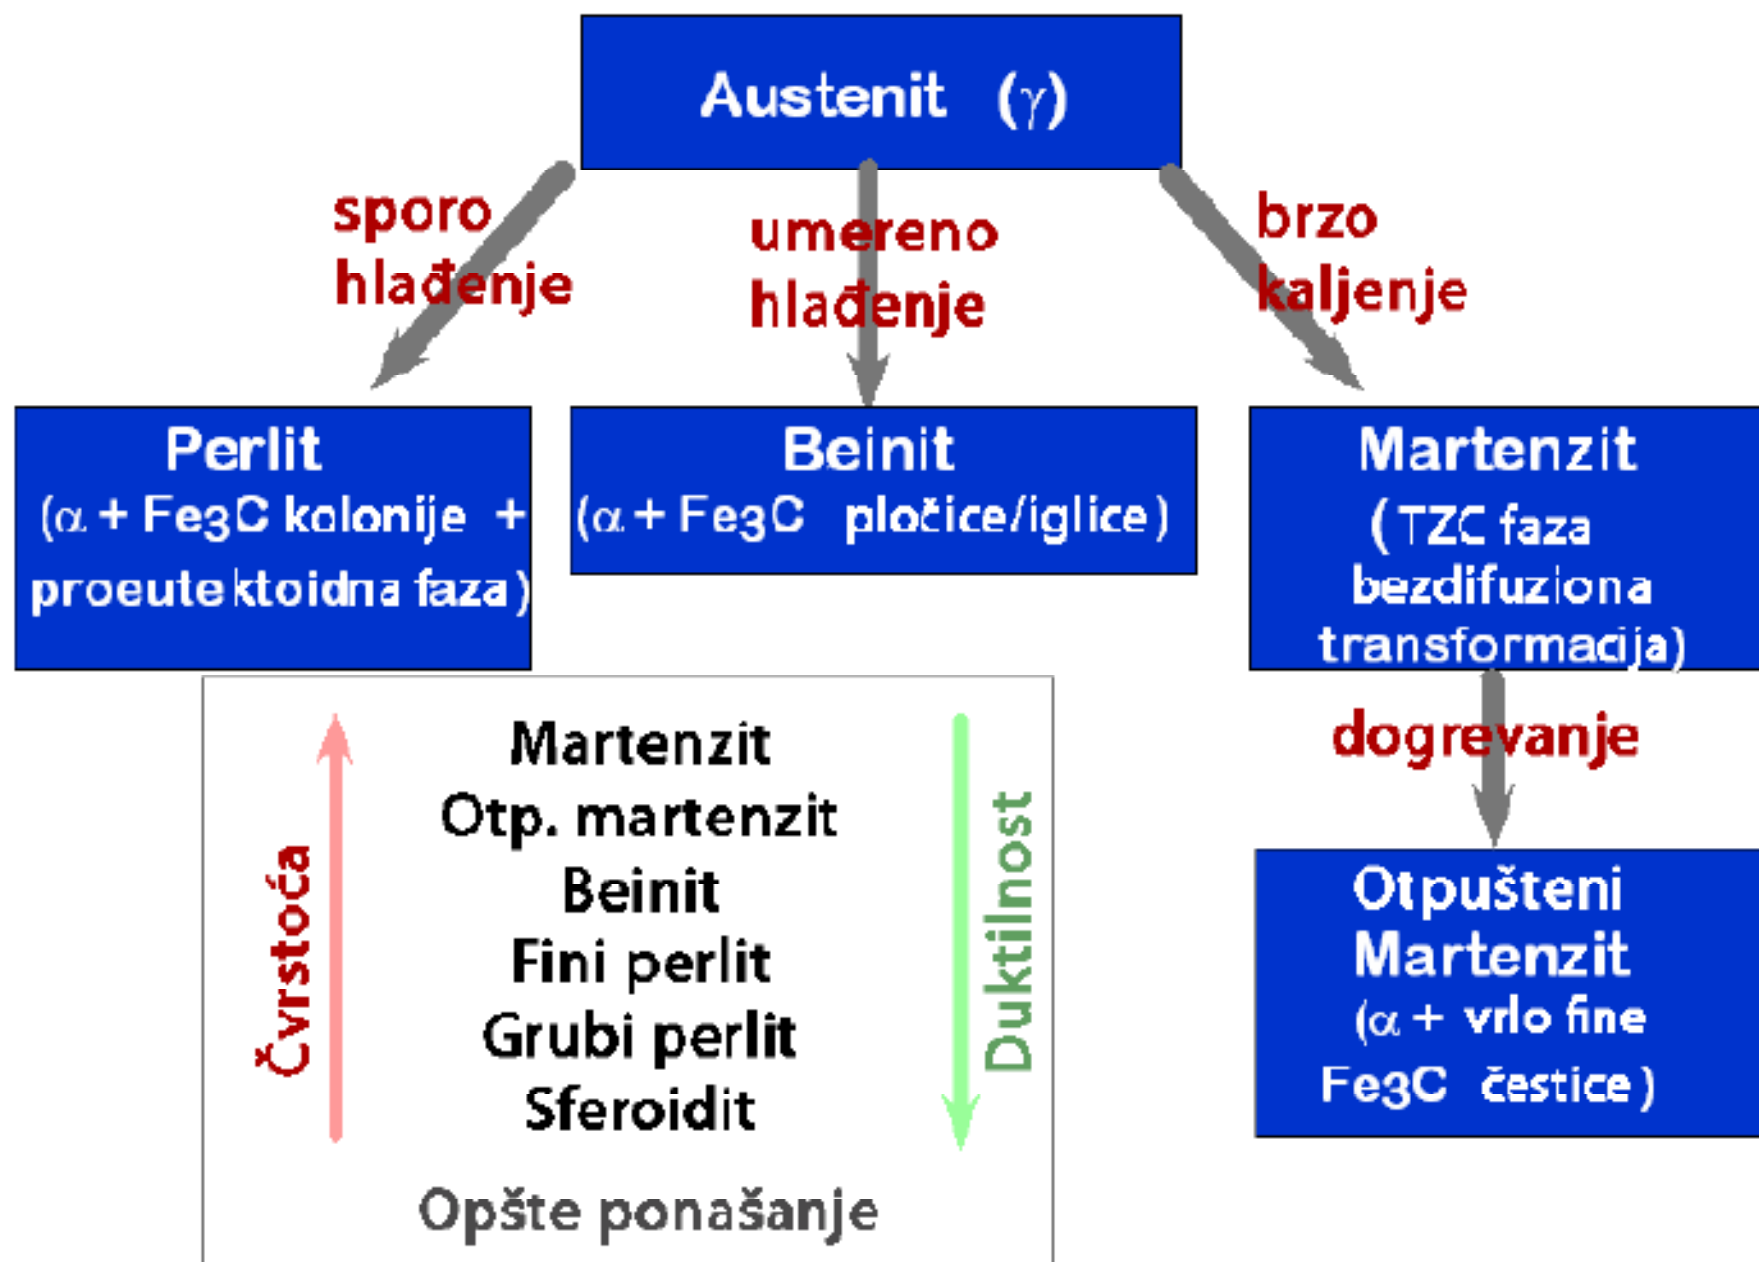 Austenit (γ)
sporo
hlađenje
umereno
hlađenje
brzo
kaljenje
Perlit
(α + Fe3C kolonije +
proeutektoidna faza)
Beinit
(α + Fe3C pločice/iglice)
Martenzit
(TZC faza
bezdifuziona
transformacija)
dogrevanje
Otpušteni
Martenzit
(α + vrlo fine
Fe3C čestice)
Čvrstoća
Martenzit
Otp. martenzit
Beinit
Fini perlit
Grubi perlit
Sferoidit
Duktilnost
Opšte ponašanje